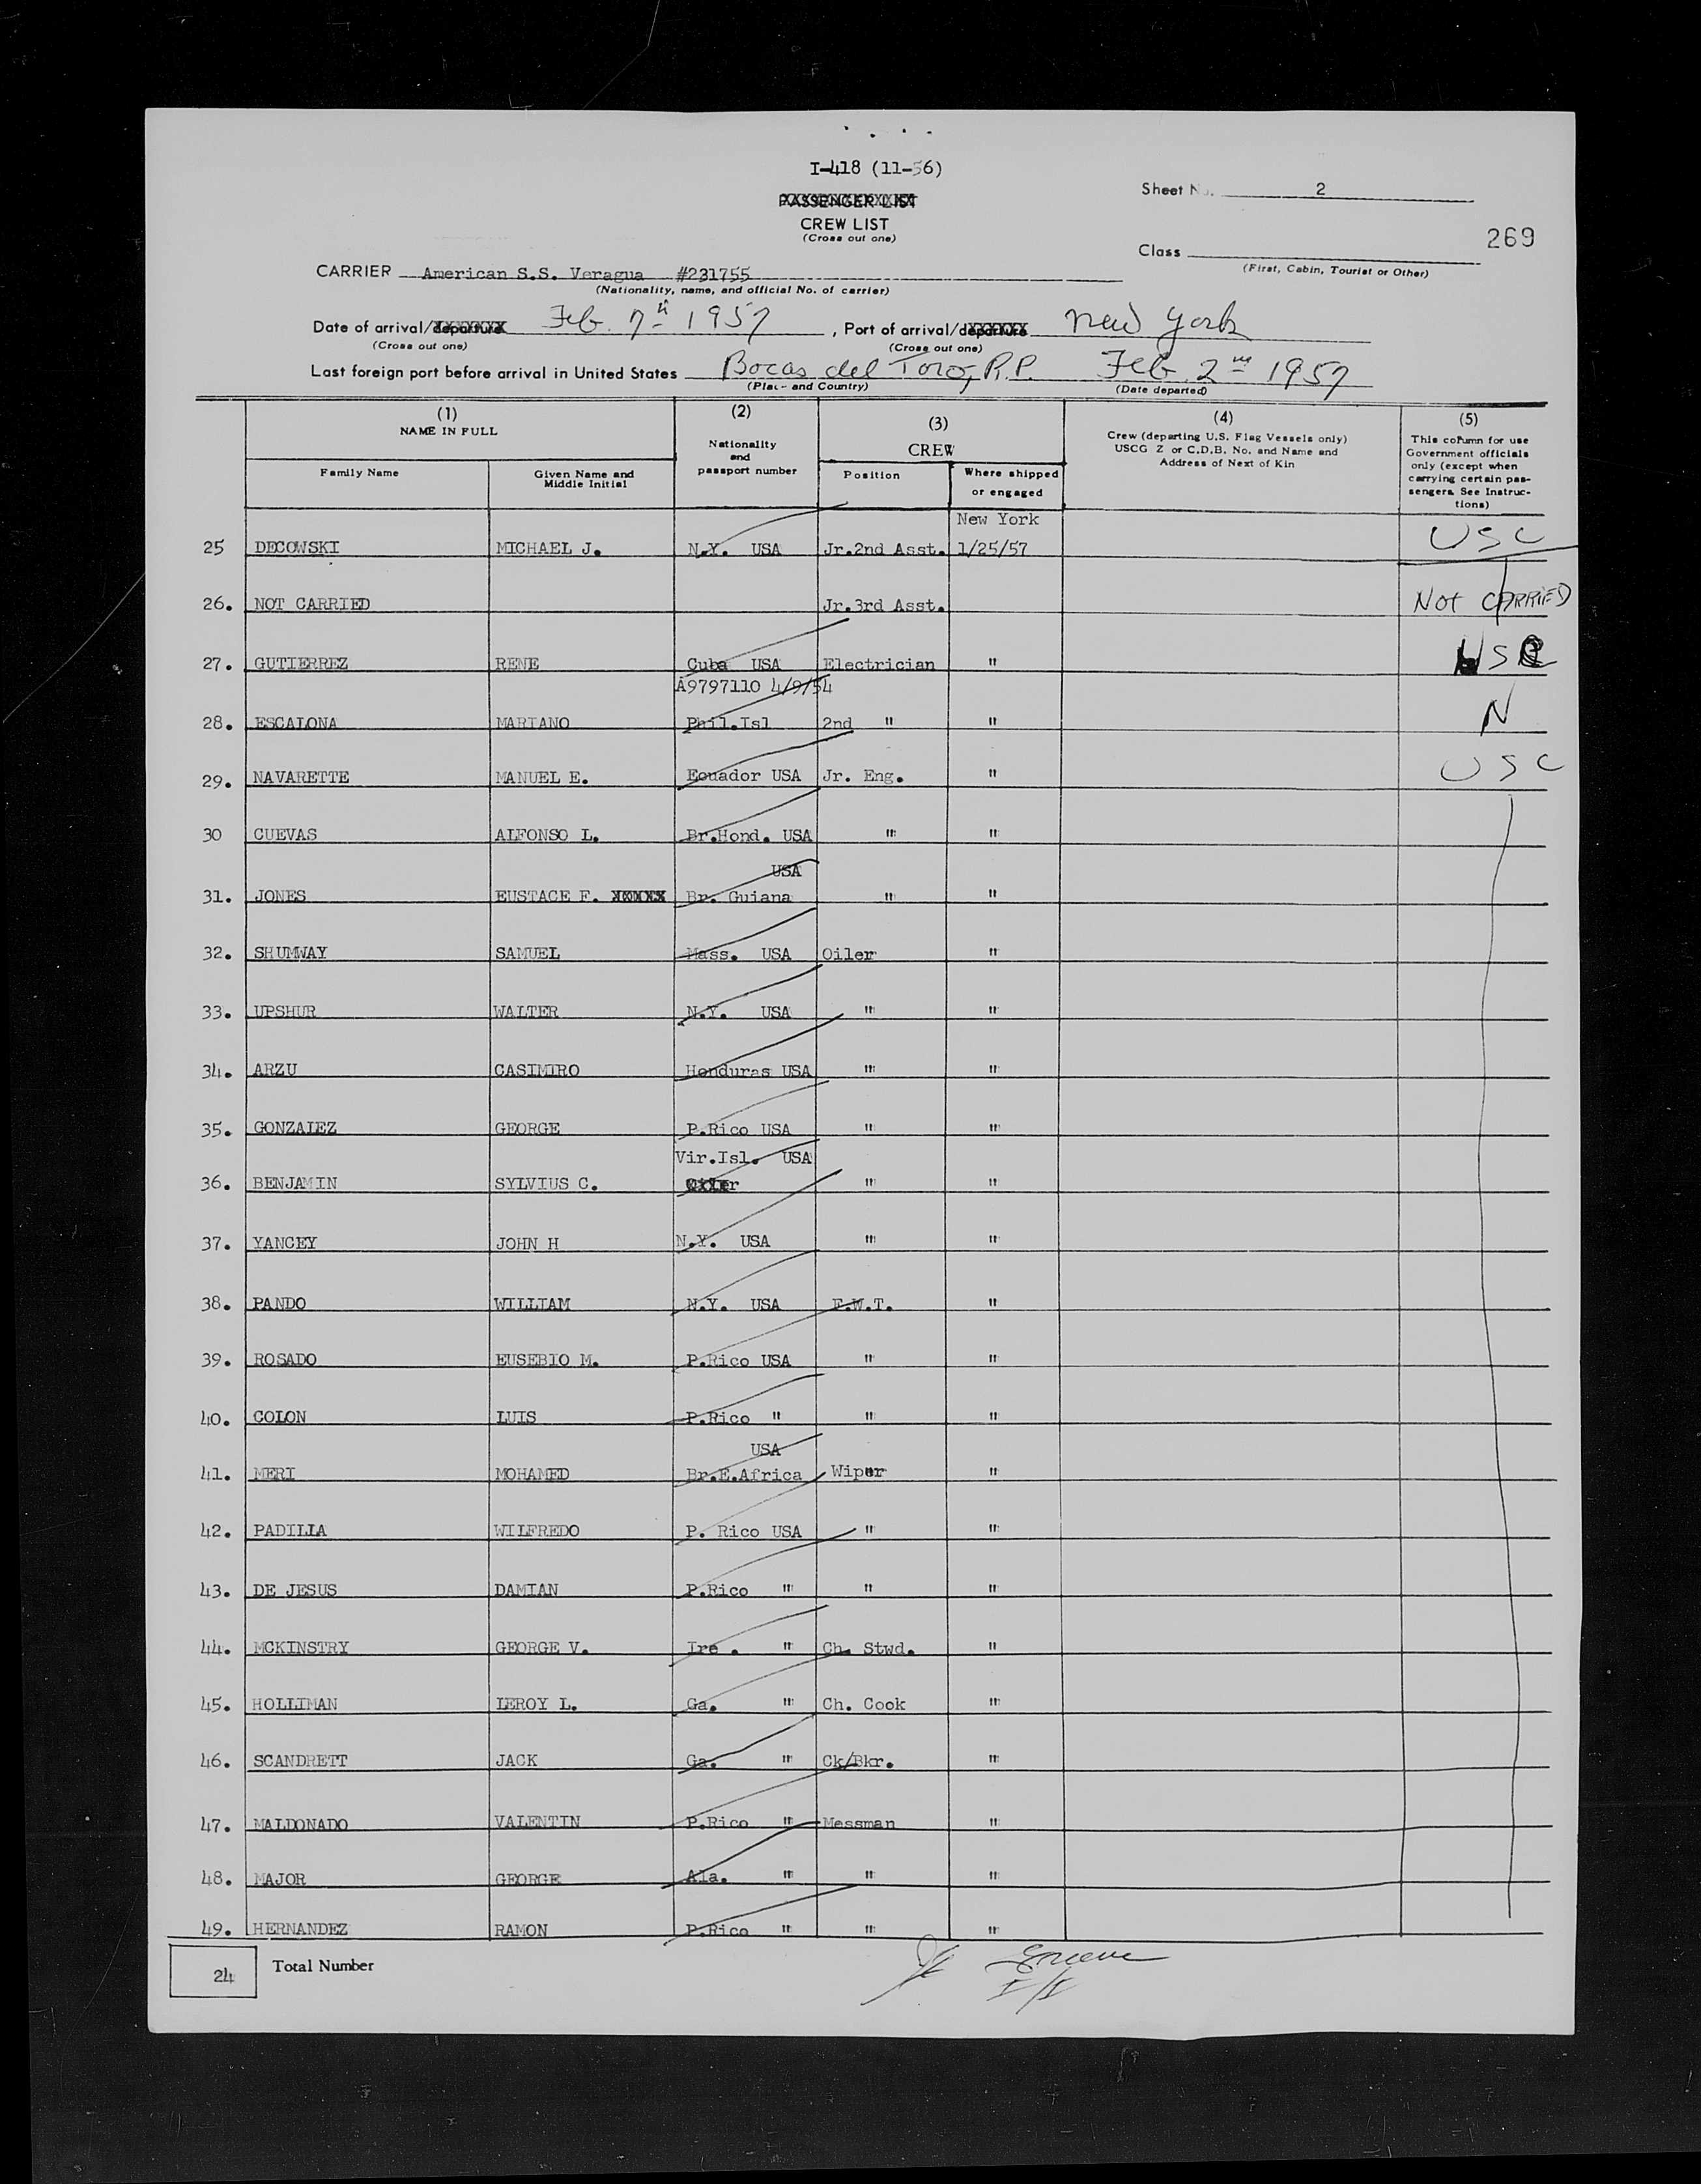 I-418 (11-56)
PASSENGER LIST
CREW LIST
(Cross out one)
Sheet No. 2
269
Class
(First, Cabin, Tourist or Other)
CARRIER American S.S. Veragua #231755
(Nationality, name, and official No. of carrier)
Date of arrival/departure Feb. 7th 1957, Port of arrival/departure New York
(Cross out one) (Cross out one)
Last foreign port before arrival in United States Bocas del Toro, R.P. Feb. 2nd 1957
(Place and Country) (Date departed)
(1) NAME IN FULL (2) Nationality and passport number (3) CREW (4) Crew (departing U.S. Flag Vessels only) USCG Z or C.D.B. No. and Name and Address of Next of Kin (5) This column for use Government officials only (except when carrying certain passengers. See Instructions)
Family Name Given Name and Middle Initial Position Where shipped or engaged
New York
25 DECOWSKI MICHAEL J. N.Y. USA Jr.2nd Asst. 1/25/57 USC
26. NOT CARRIED Jr.3rd Asst. NOT CARRIED
27. GUTIERREZ RENE Cuba USA Electrician " USC
A9797110 4/9/54
28. ESCALONA MARIANO Phil.Isl 2nd " " N
29. NAVARETTE MANUEL E. Ecuador USA Jr. Eng. " USC
30 CUEVAS ALFONSO L. Br.Hond. USA " "
USA
31. JONES EUSTACE F. XXXXX Br. Guiana " "
32. SHUMWAY SAMUEL Mass. USA Oiler "
33. UPSHUR WALTER N.Y. USA " "
34. ARZU CASIMIRO Honduras USA " "
35. GONZALEZ GEORGE P.Rico USA " "
Vir.Isl. USA
36. BENJAMIN SYLVIUS C. Oiler " "
37. YANCEY JOHN H N.Y. USA " "
38. PANDO WILLIAM N.Y. USA F.W.T. "
39. ROSADO EUSEBIO M. P.Rico USA " "
40. COLON LUIS P.Rico " " "
USA
41. MERI MOHAMED Br.E.Africa Wiper "
42. PADILLA WILFREDO P. Rico USA " "
43. DE JESUS DAMIAN P.Rico " " "
44. MCKINSTRY GEORGE V. Ire . " Ch. Stwd. "
45. HOLLIMAN LEROY L. Ga. " Ch. Cook "
46. SCANDRETT JACK Ga. " Ck/Bkr. "
47. MALDONADO VALENTIN P.Rico " Messman "
48. MAJOR GEORGE Ala. " " "
49. HERNANDEZ RAMON P.Rico " " "
24 Total Number
I/I